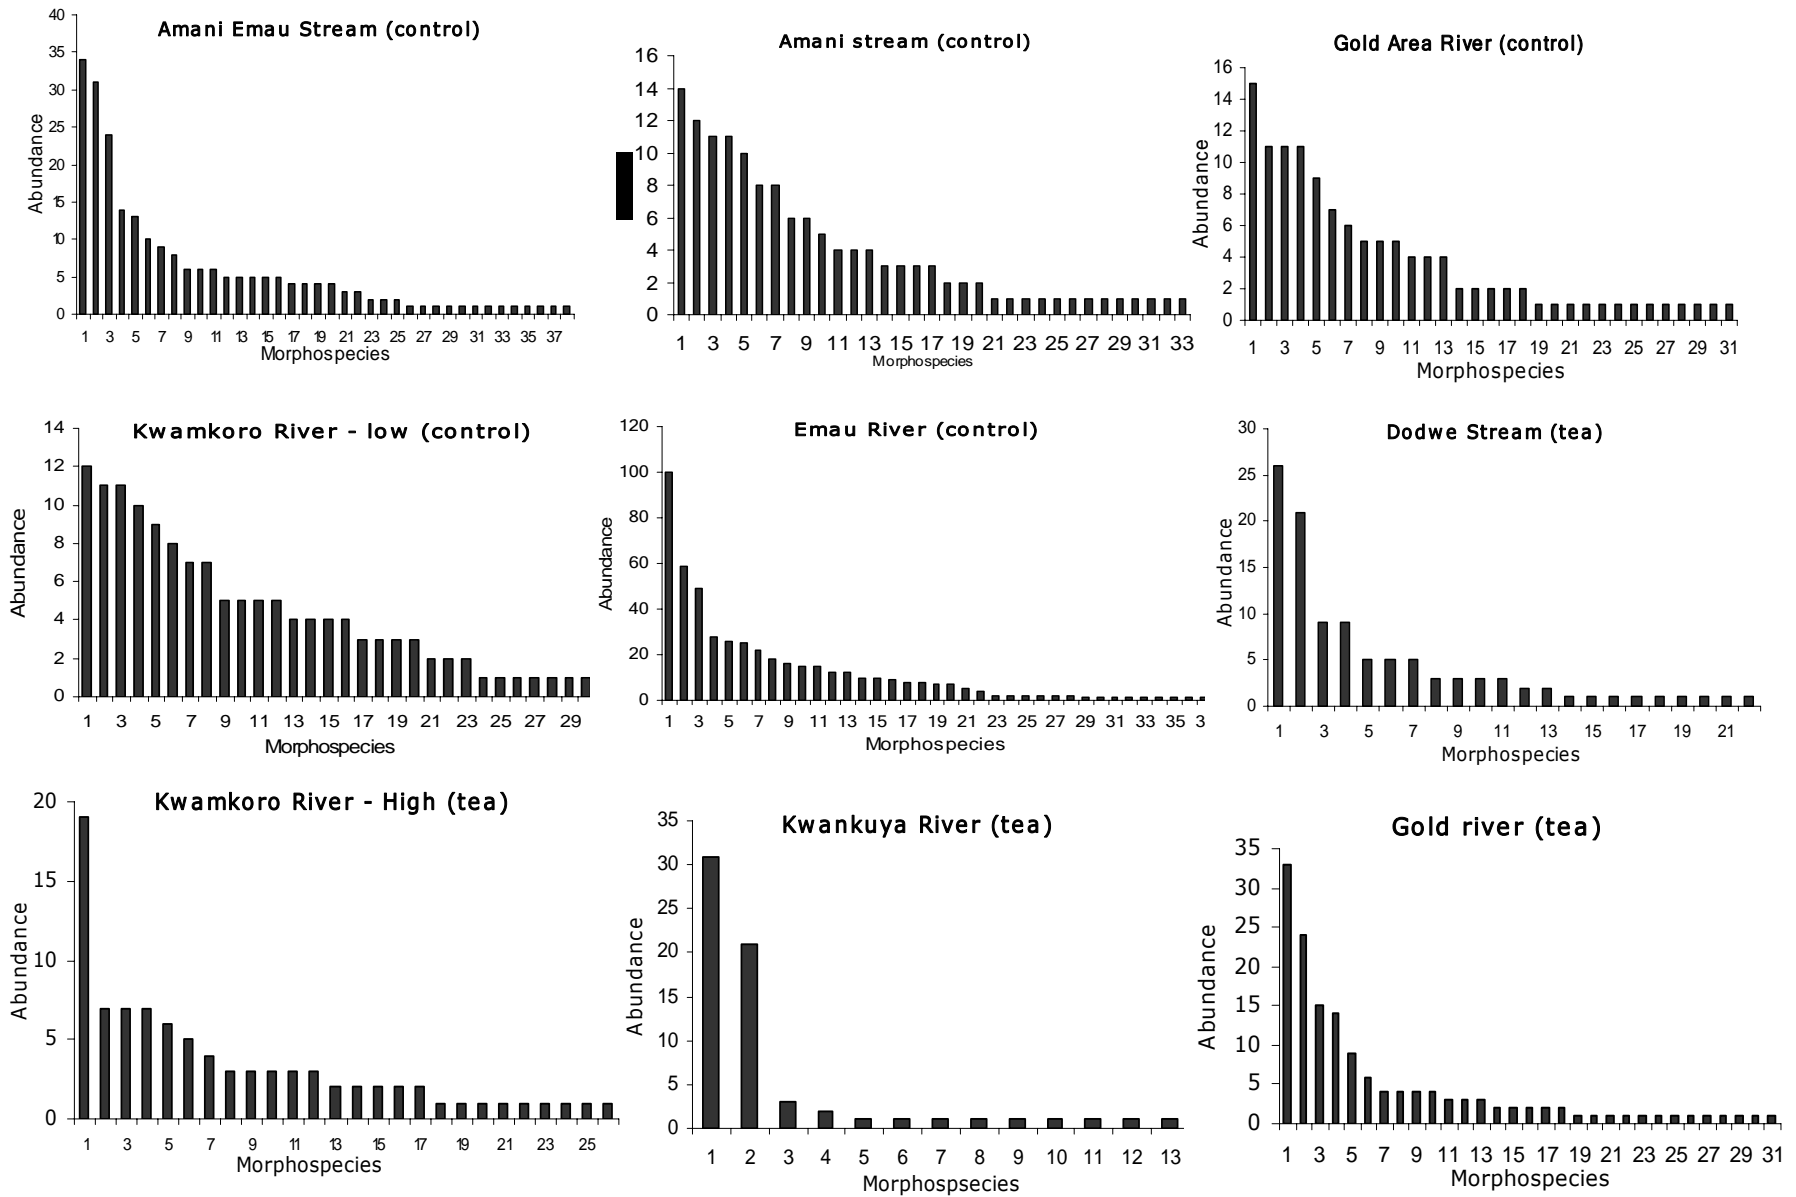 Amani Emau Stream (control)
40
35
30
25
20
15
10
5
0
Abundance
1 3 5 7 9 11 13 15 17 19 21 23 25 27 29 31 33 35 37
Morphospecies
Amani stream (control)
16
14
12
10
8
6
4
2
0
1 3 5 7 9 11 13 15 17 19 21 23 25 27 29 31 33
Morphospecies
Gold Area River (control)
16
14
12
10
8
6
4
2
0
Abundance
1 3 5 7 9 11 13 15 17 19 21 23 25 27 29 31
Morphospecies
Kwamkoro River - low (control)
14
12
10
8
6
4
2
0
Abundance
1 3 5 7 9 11 13 15 17 19 21 23 25 27 29
Morphospecies
Emau River (control)
120
100
80
60
40
20
0
Abundance
1 3 5 7 9 11 13 15 17 19 21 23 25 27 29 31 33 35 3
Morphospecies
Dodwe Stream (tea)
30
25
20
15
10
5
0
Abundance
1 3 5 7 9 11 13 15 17 19 21
Morphospecies
Kwamkoro River - High (tea)
20
15
10
5
0
Abundance
1 3 5 7 9 11 13 15 17 19 21 23 25
Morphospecies
Kwankuya River (tea)
35
30
25
20
15
10
5
0
Abundance
1 2 3 4 5 6 7 8 9 10 11 12 13
Morphospsecies
Gold river (tea)
35
30
25
20
15
10
5
0
Abundance
1 3 5 7 9 11 13 15 17 19 21 23 25 27 29 31
Morphospecies